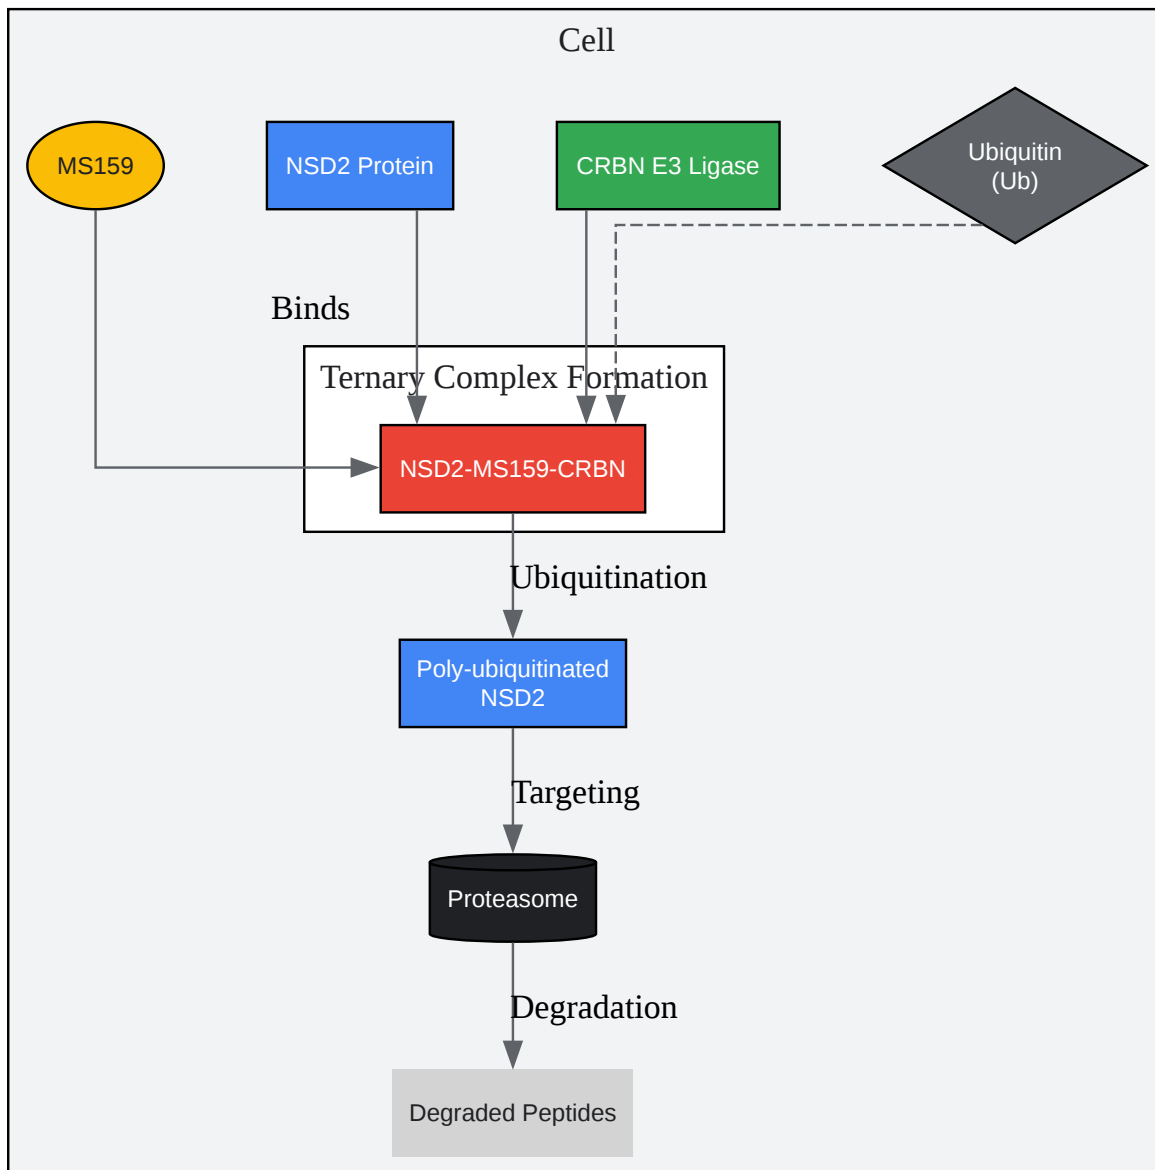 Cell
MS159
NSD2 Protein
CRBN E3 Ligase
Ubiquitin
(Ub)
Binds
Ternary Complex Formation
NSD2-MS159-CRBN
Ubiquitination
Poly-ubiquitinated
NSD2
Targeting
Proteasome
Degradation
Degraded Peptides